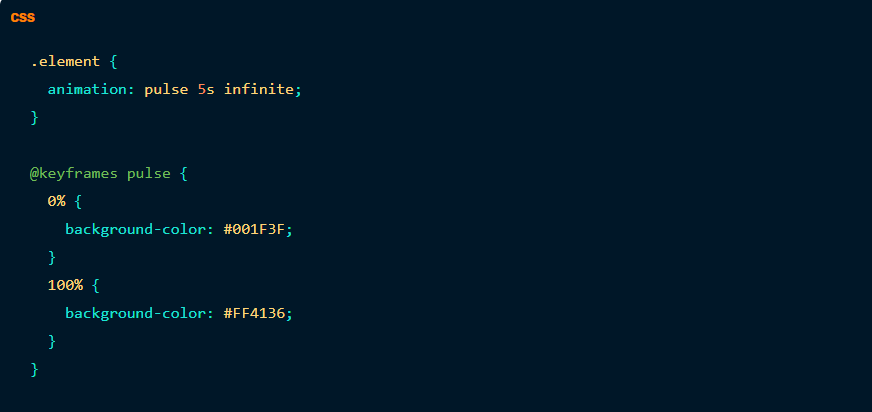 CSS
.element {
  animation: pulse 5s infinite;
}
@keyframes pulse {
  0% {
    background-color: #001F3F;
  }
  100% {
    background-color: #FF4136;
  }
}